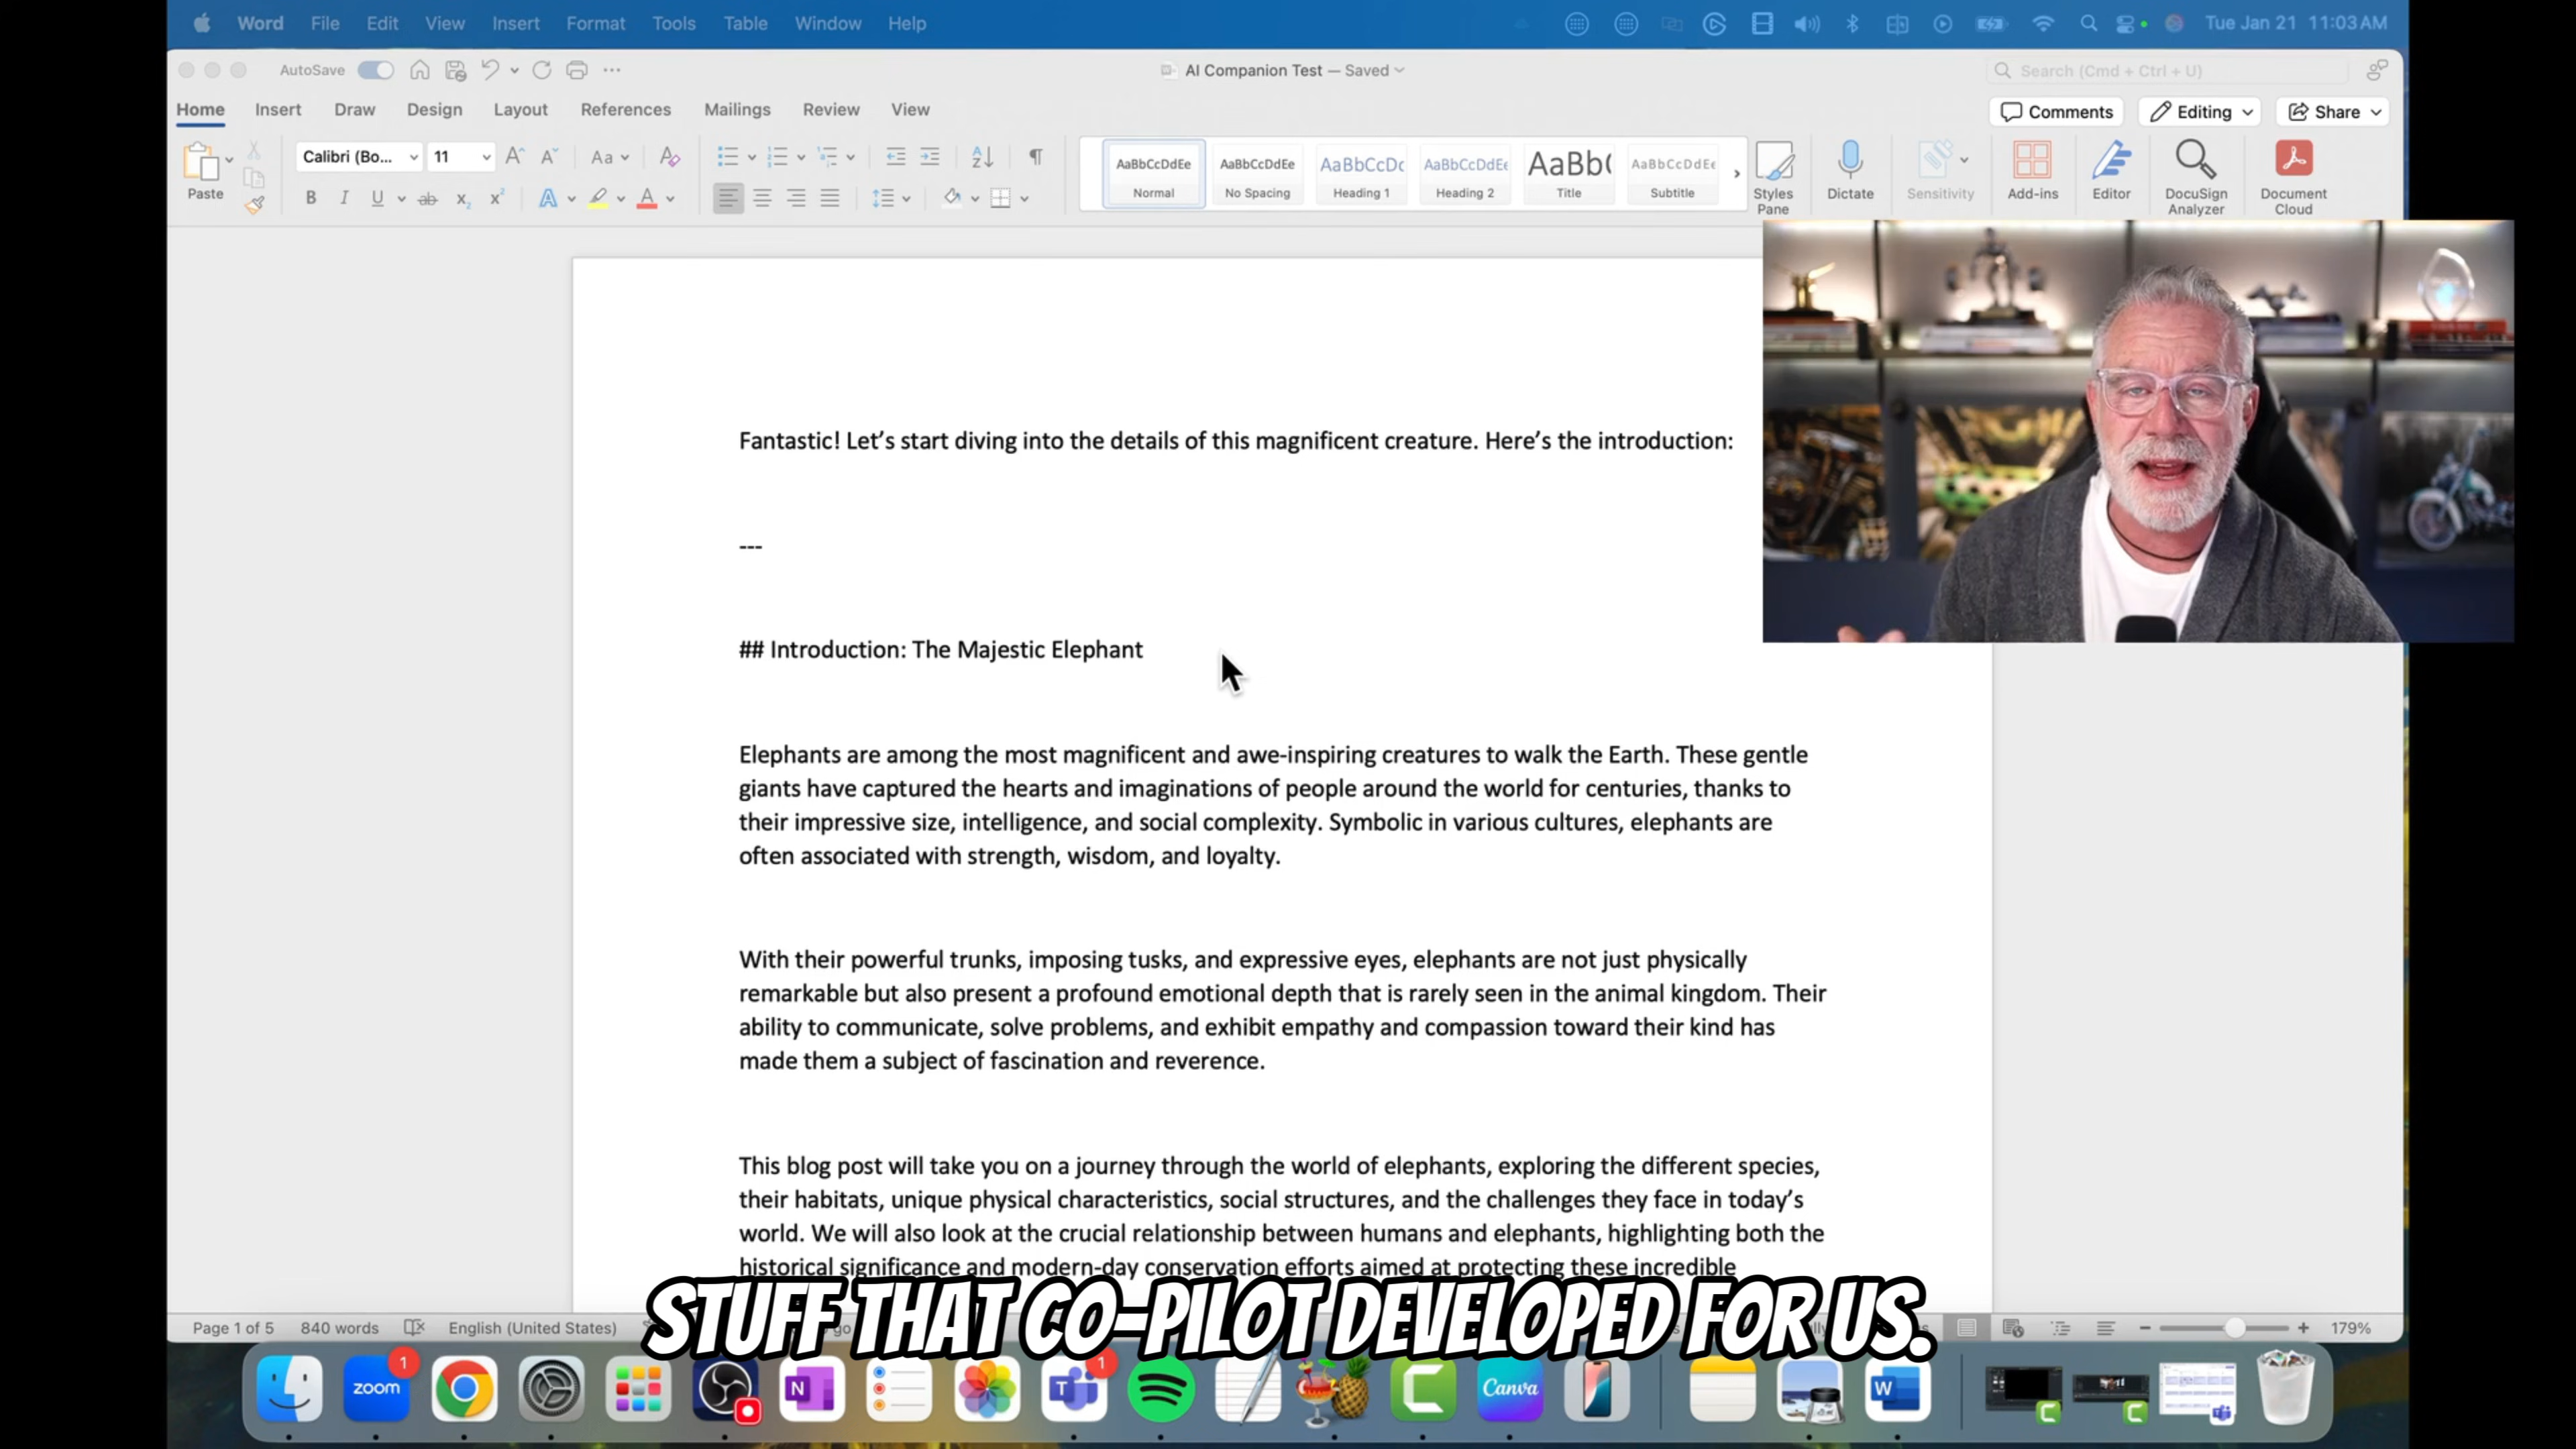 Word File Edit View Insert Format Tools Table Window Help Tue Jan 21 11:03 AM
AutoSave AI Companion Test — Saved Search (Cmd + Ctrl + U)
Home Insert Draw Design Layout References Mailings Review View Comments Editing Share
Calibri (Bo... 11 Aa
Paste B I U ab x₂ x² A A
AaBbCcDdEe AaBbCcDdEe AaBbCcDc AaBbCcDdEe AaBb( AaBbCcDdEe
Normal No Spacing Heading 1 Heading 2 Title Subtitle
Styles Pane Dictate Sensitivity Add-ins Editor DocuSign Analyzer Document Cloud
Fantastic! Let’s start diving into the details of this magnificent creature. Here’s the introduction:
---
## Introduction: The Majestic Elephant
Elephants are among the most magnificent and awe-inspiring creatures to walk the Earth. These gentle
giants have captured the hearts and imaginations of people around the world for centuries, thanks to
their impressive size, intelligence, and social complexity. Symbolic in various cultures, elephants are
often associated with strength, wisdom, and loyalty.
With their powerful trunks, imposing tusks, and expressive eyes, elephants are not just physically
remarkable but also present a profound emotional depth that is rarely seen in the animal kingdom. Their
ability to communicate, solve problems, and exhibit empathy and compassion toward their kind has
made them a subject of fascination and reverence.
This blog post will take you on a journey through the world of elephants, exploring the different species,
their habitats, unique physical characteristics, social structures, and the challenges they face in today’s
world. We will also look at the crucial relationship between humans and elephants, highlighting both the
historical significance and modern-day conservation efforts aimed at protecting these incredible
STUFF THAT CO-PILOT DEVELOPED FOR US.
Page 1 of 5 840 words English (United States) 179%
zoom 1 N T 1 Canva W